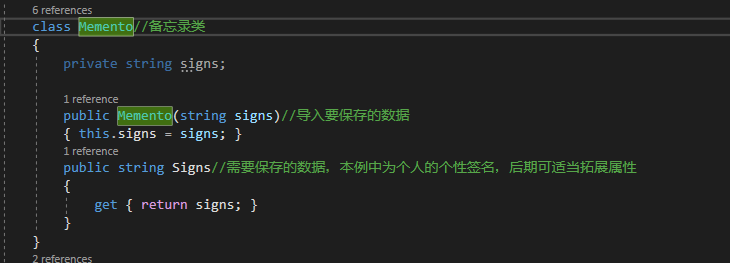 6 references
class Memento//备忘录类
{
private string signs;
1 reference
public Memento(string signs)//导入要保存的数据
{ this.signs = signs; }
1 reference
public string Signs//需要保存的数据，本例中为个人的个性签名，后期可适当拓展属性
{
get { return signs; }
}
}
2 references